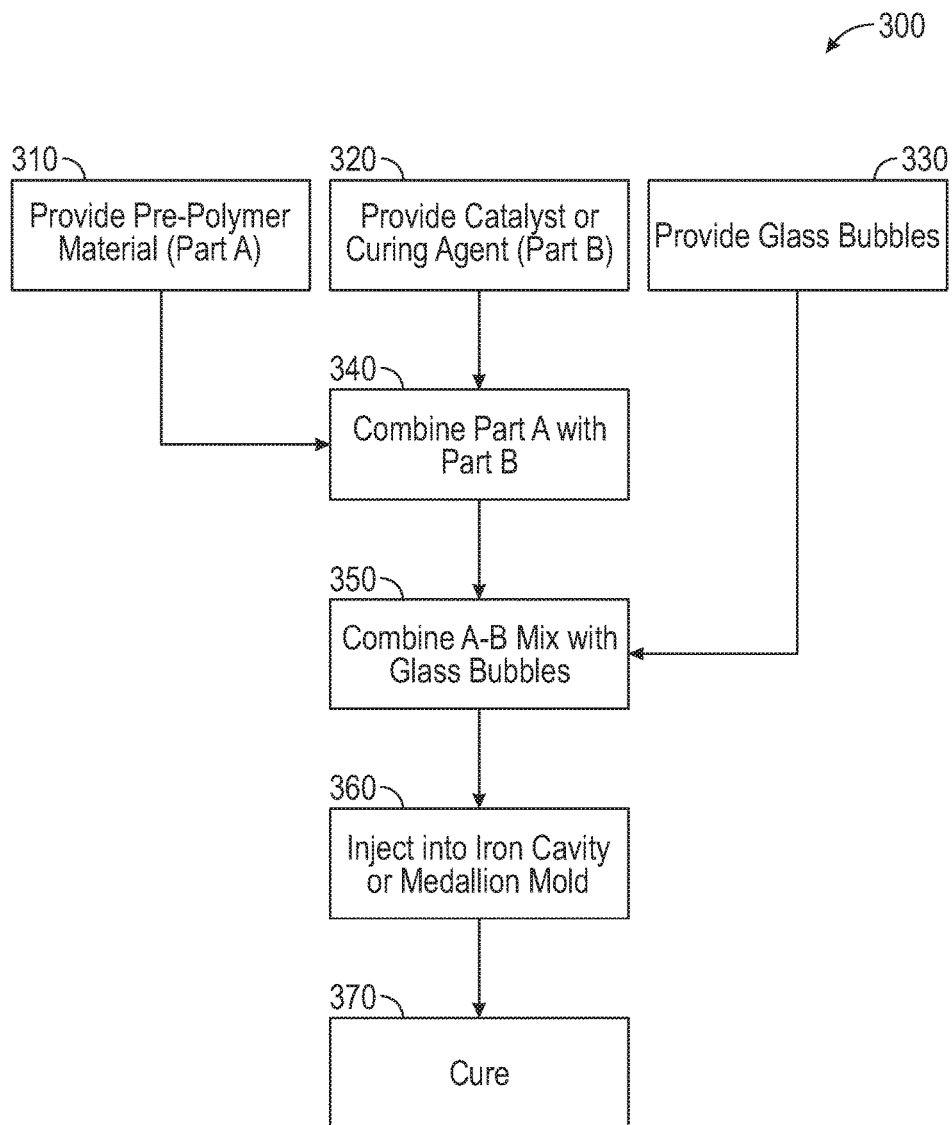 300
310
320
330
Provide Pre-Polymer
Material (Part A)
Provide Catalyst or
Curing Agent (Part B)
Provide Glass Bubbles
340
Combine Part A with
Part B
350
Combine A-B Mix with
Glass Bubbles
360
Inject into Iron Cavity
or Medallion Mold
370
Cure